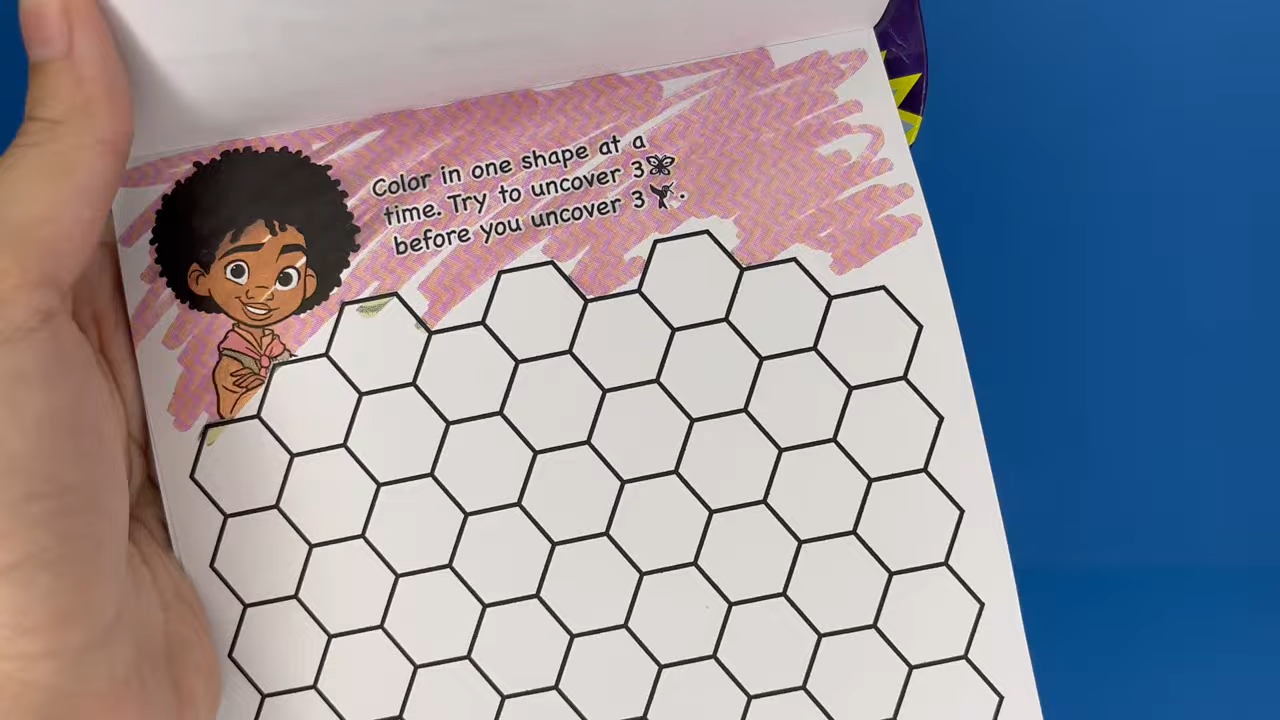 Color in one shape at a
time. Try to uncover 3
before you uncover 3 .